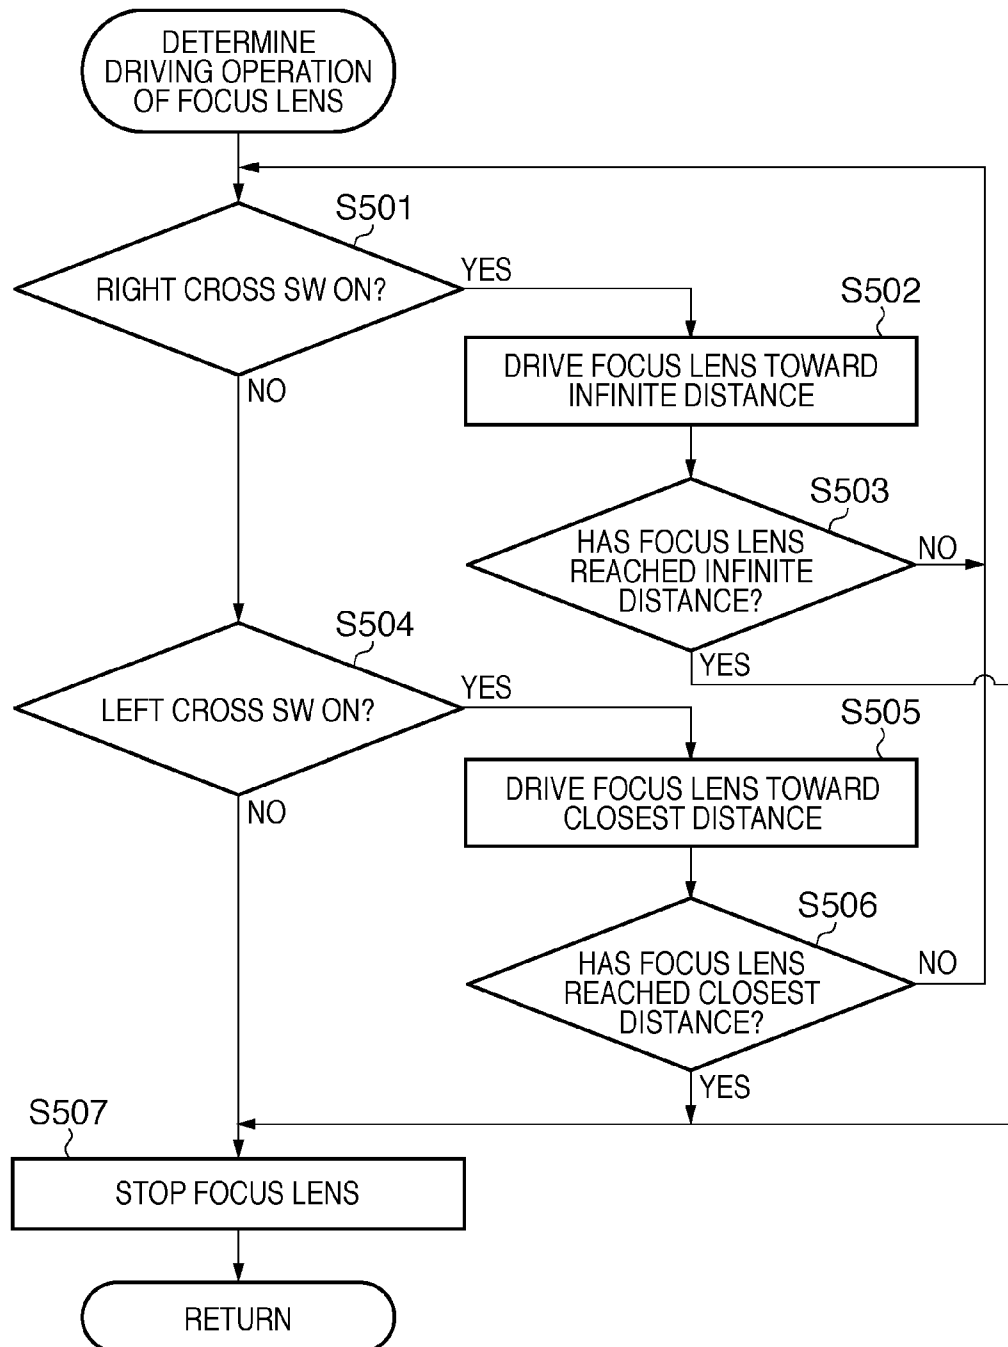 DETERMINE
DRIVING OPERATION
OF FOCUS LENS
S501
RIGHT CROSS SW ON?
YES
NO
S502
DRIVE FOCUS LENS TOWARD
INFINITE DISTANCE
S503
HAS FOCUS LENS
REACHED INFINITE
DISTANCE?
NO
YES
S504
LEFT CROSS SW ON?
YES
NO
S505
DRIVE FOCUS LENS TOWARD
CLOSEST DISTANCE
S506
HAS FOCUS LENS
REACHED CLOSEST
DISTANCE?
NO
YES
S507
STOP FOCUS LENS
RETURN